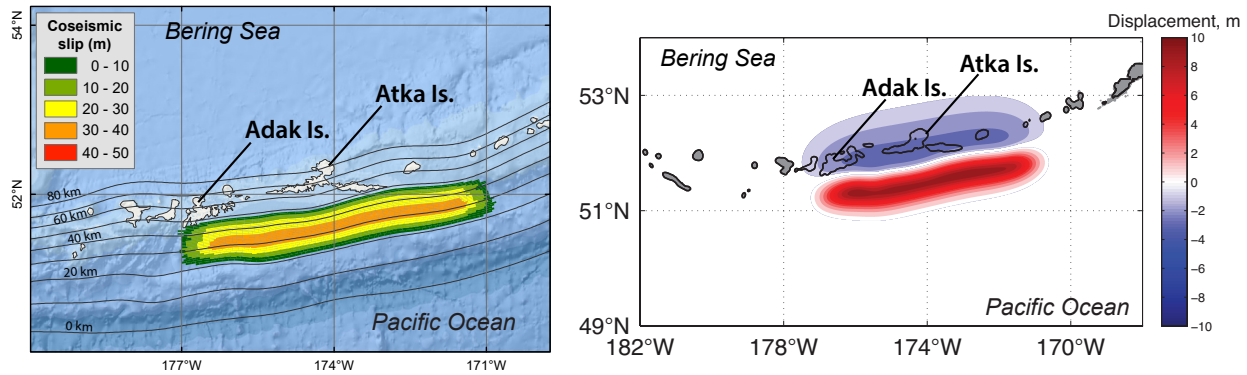 Coseismic
slip (m)
0 - 10
10 - 20
20 - 30
30 - 40
40 - 50
Bering Sea
Atka Is.
Adak Is.
80 km
60 km
40 km
20 km
0 km
Pacific Ocean
54°N
52°N
177°W
174°W
171°W
Displacement, m
Bering Sea
Atka Is.
Adak Is.
Pacific Ocean
53°N
51°N
49°N
182°W
178°W
174°W
170°W
10
8
6
4
2
0
−2
−4
−6
−8
−10